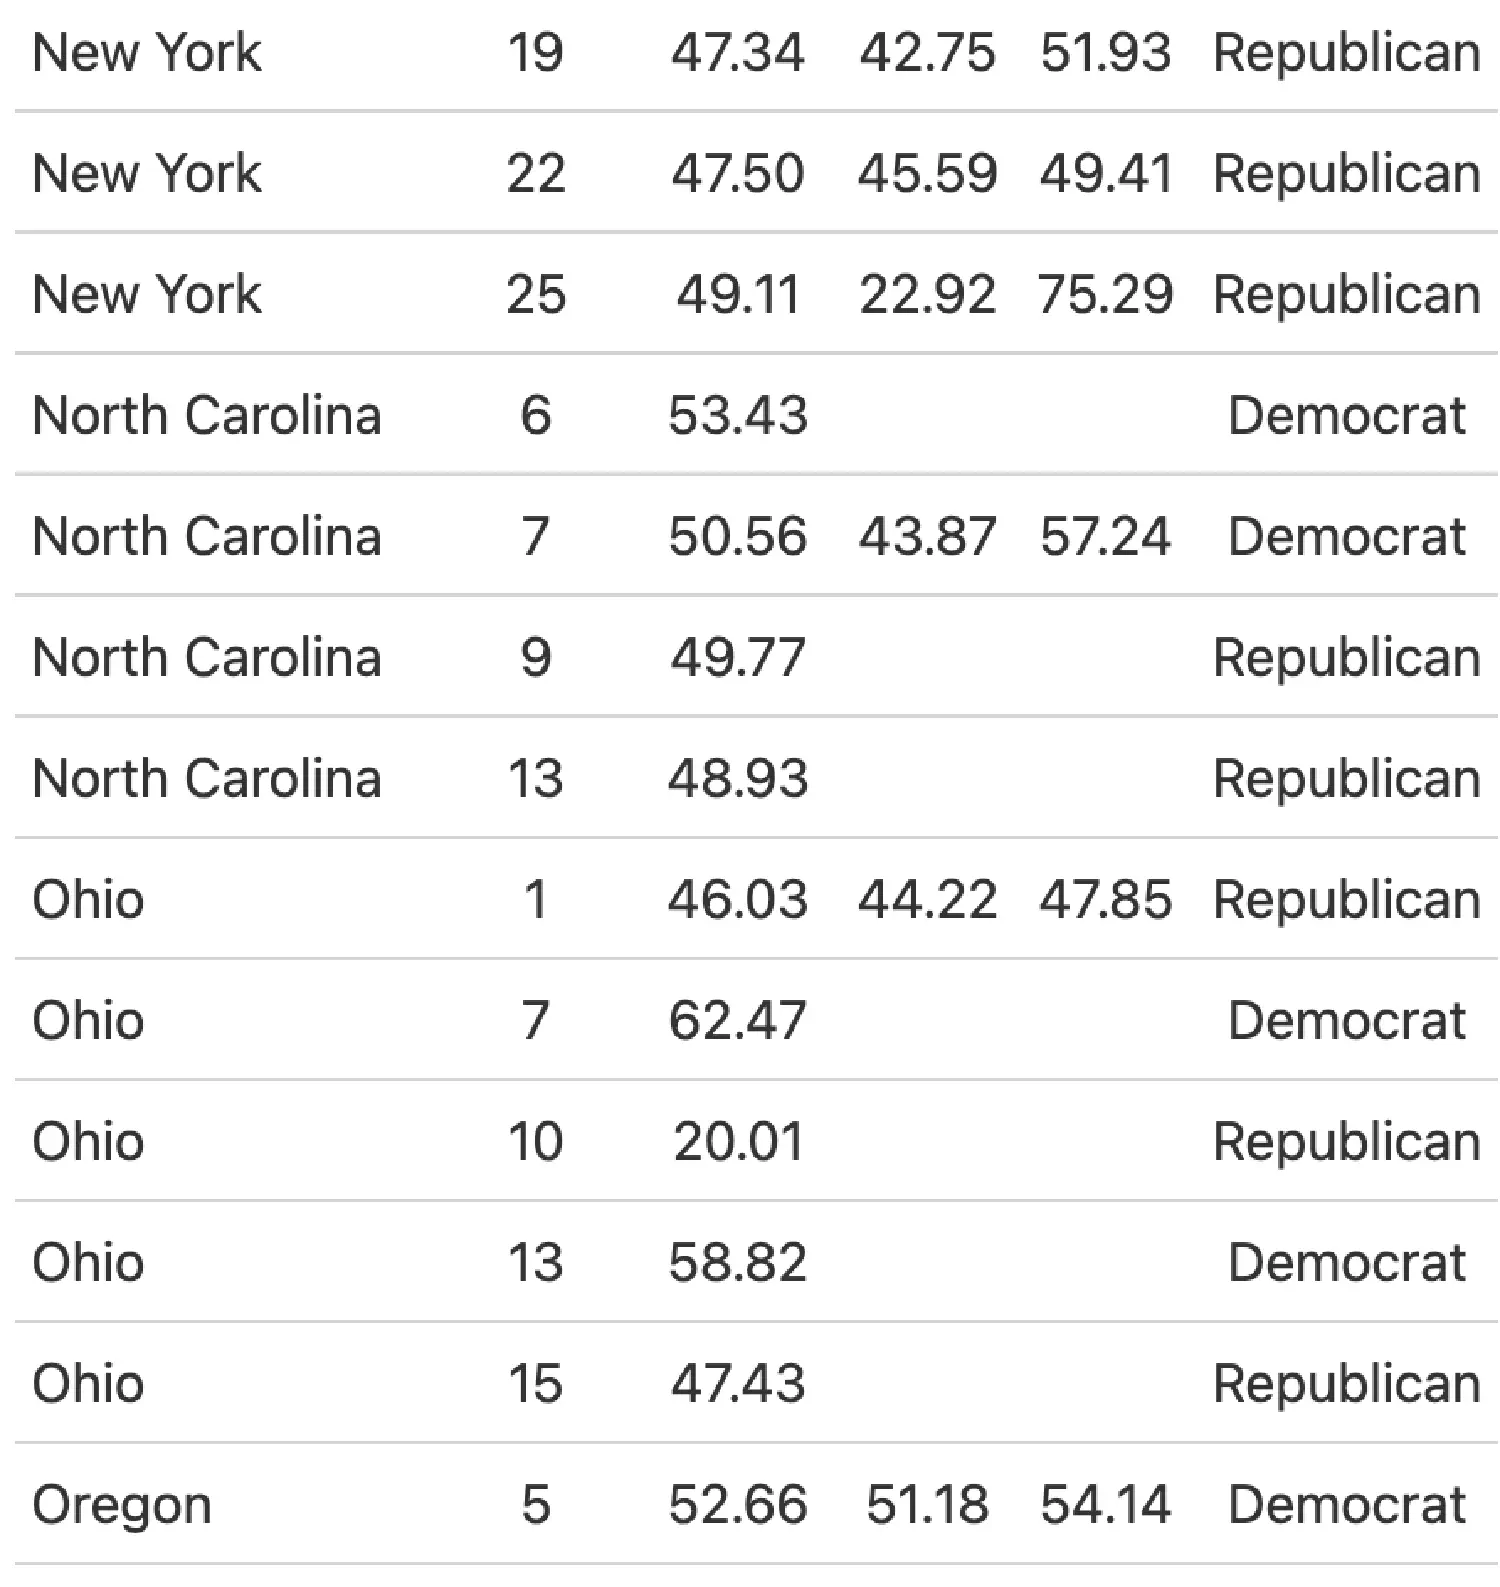 New York 19 47.34 42.75 51.93 Republican
New York 22 47.50 45.59 49.41 Republican
New York 25 49.11 22.92 75.29 Republican
North Carolina 6 53.43 Democrat
North Carolina 7 50.56 43.87 57.24 Democrat
North Carolina 9 49.77 Republican
North Carolina 13 48.93 Republican
Ohio 1 46.03 44.22 47.85 Republican
Ohio 7 62.47 Democrat
Ohio 10 20.01 Republican
Ohio 13 58.82 Democrat
Ohio 15 47.43 Republican
Oregon 5 52.66 51.18 54.14 Democrat